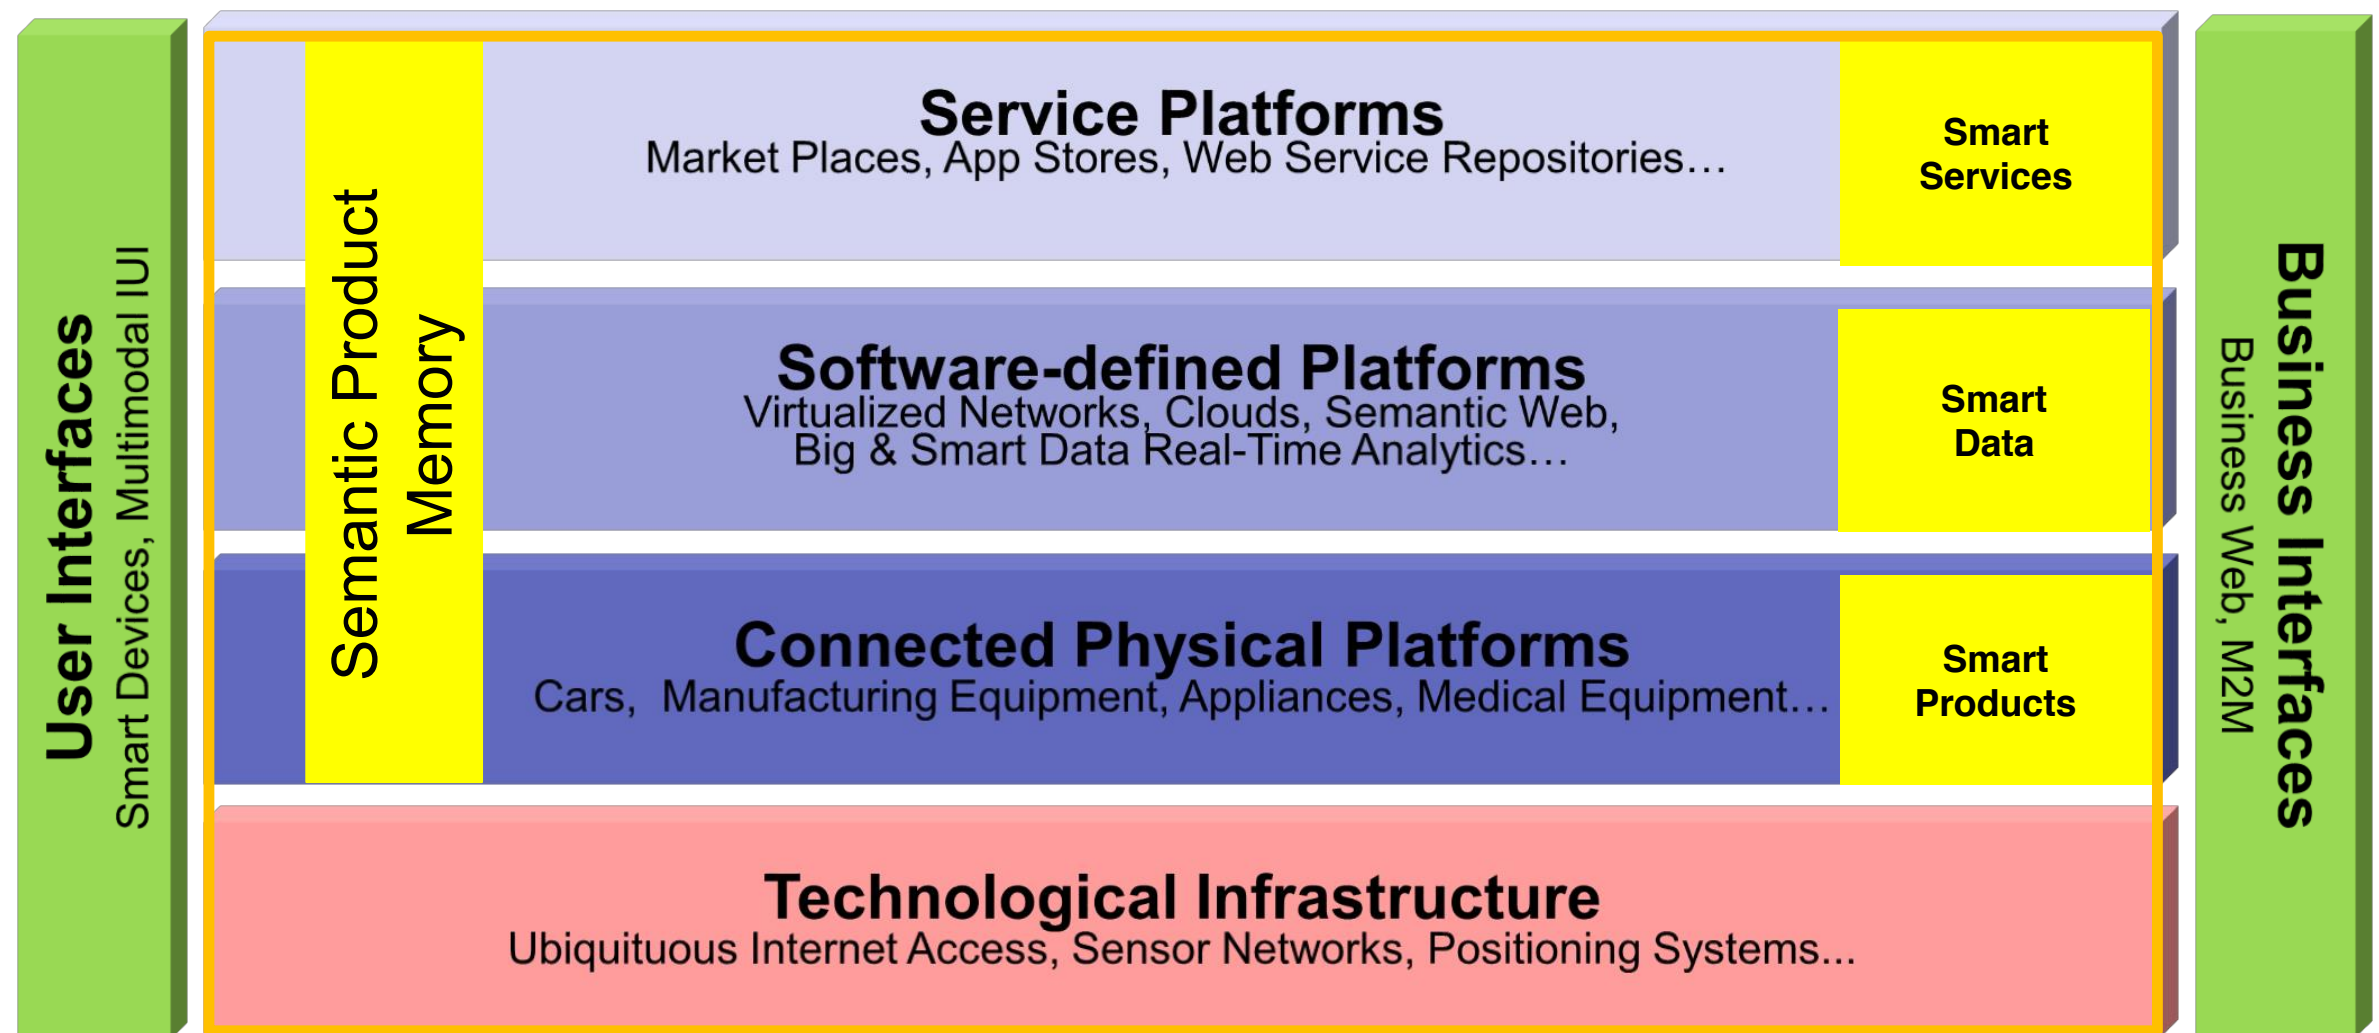 User Interfaces
Smart Devices, Multimodal IUI
Semantic Product
Memory
Service Platforms
Market Places, App Stores, Web Service Repositories…
Smart
Services
Software-defined Platforms
Virtualized Networks, Clouds, Semantic Web,
Big & Smart Data Real-Time Analytics…
Smart
Data
Connected Physical Platforms
Cars, Manufacturing Equipment, Appliances, Medical Equipment…
Smart
Products
Technological Infrastructure
Ubiquituous Internet Access, Sensor Networks, Positioning Systems...
Business Interfaces
Business Web, M2M